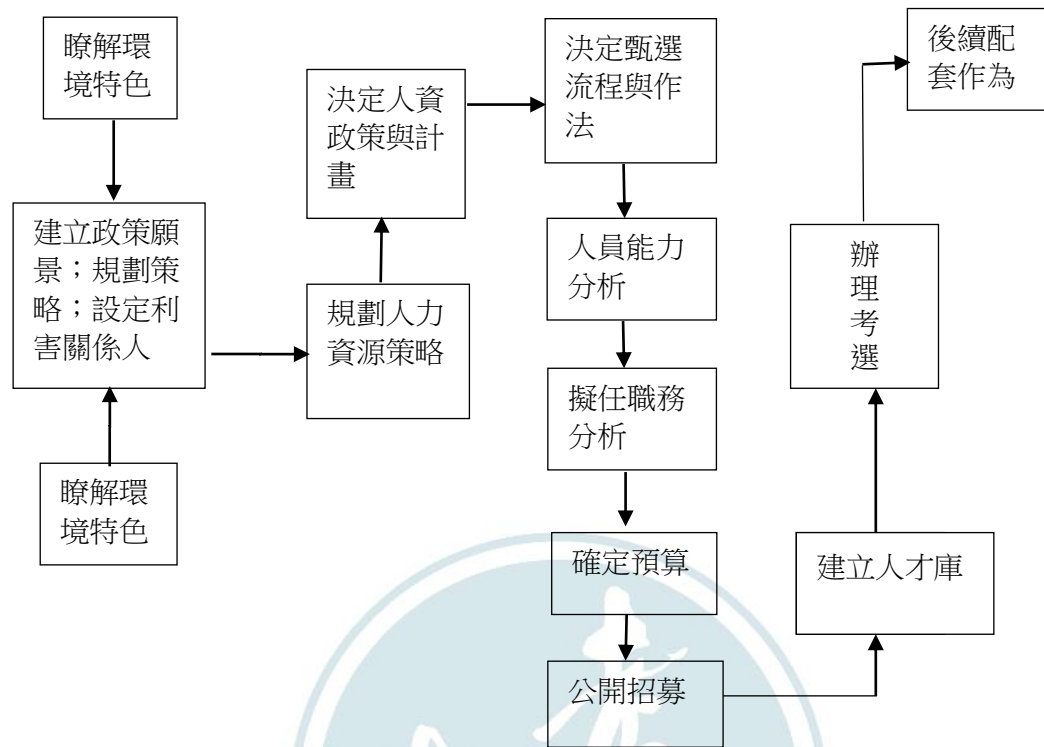 瞭解環
境特色
建立政策願
景；規劃策
略；設定利
害關係人
瞭解環
境特色
規劃人力
資源策略
決定人資
政策與計
畫
決定甄選
流程與作
法
人員能力
分析
擬任職務
分析
確定預算
公開招募
建立人才庫
辦
理
考
選
後續配
套作為